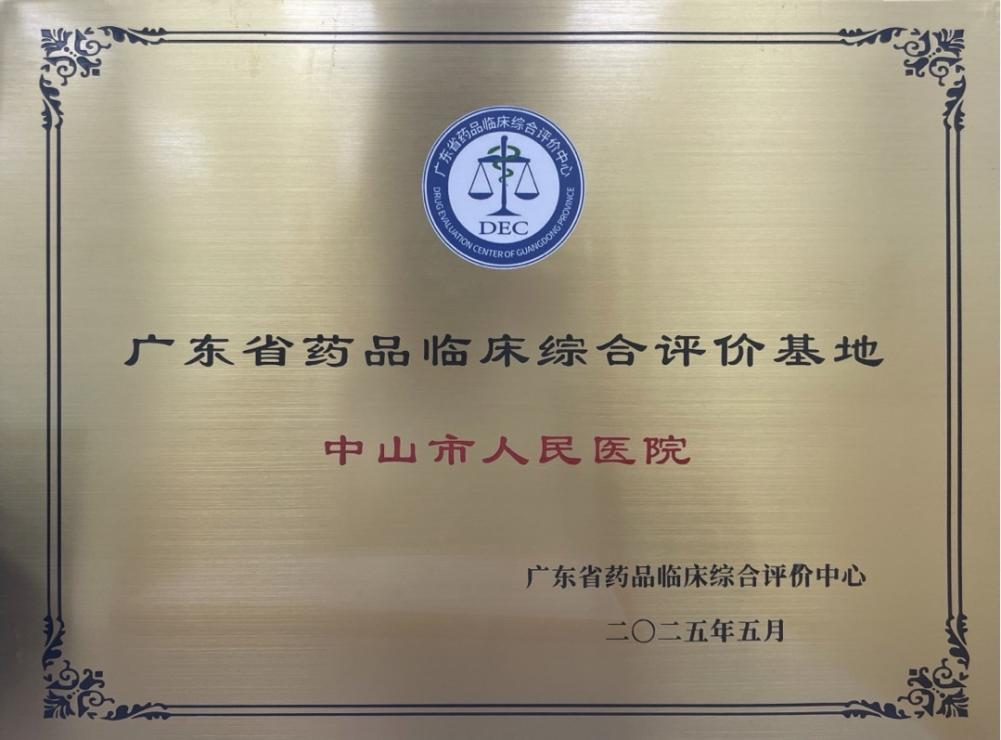 广东省药品临床综合评价中心
DEC
DRUG EVALUATION CENTER OF GUANGDONG PROVINCE
广东省药品临床综合评价基地
中山市人民医院
广东省药品临床综合评价中心
二〇二五年五月